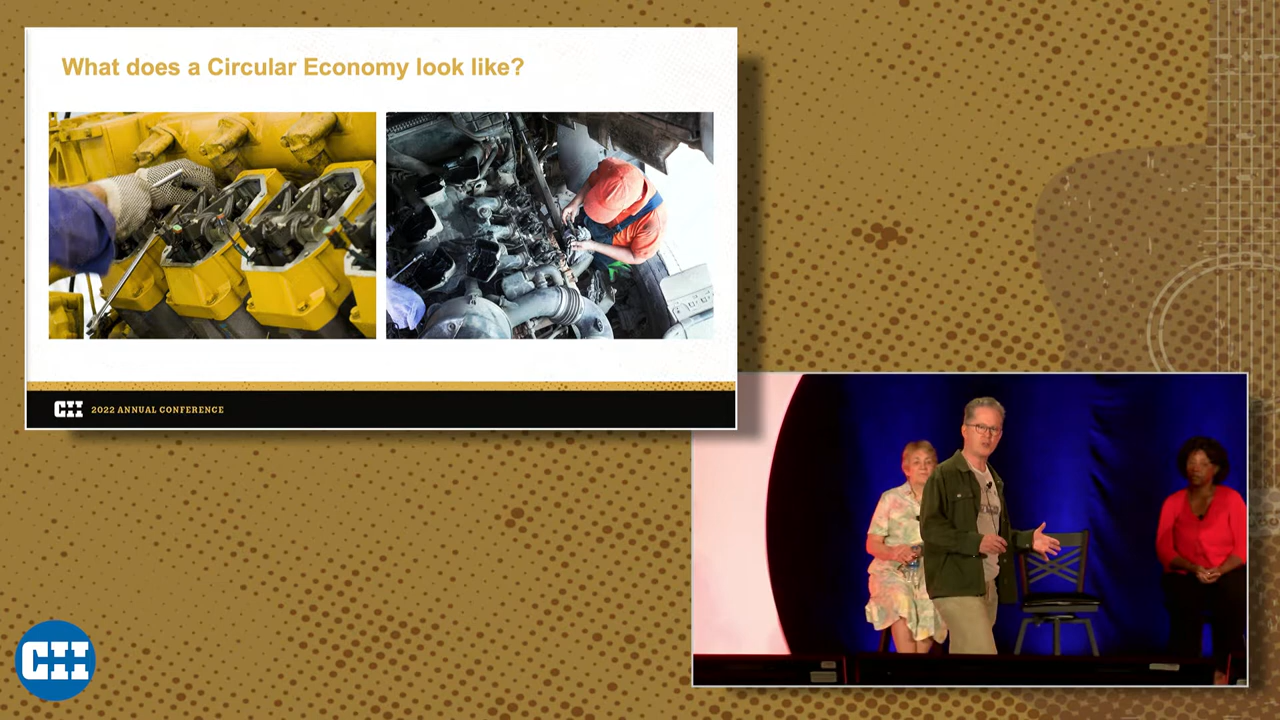 What does a Circular Economy look like?
CII 2022 ANNUAL CONFERENCE
CII